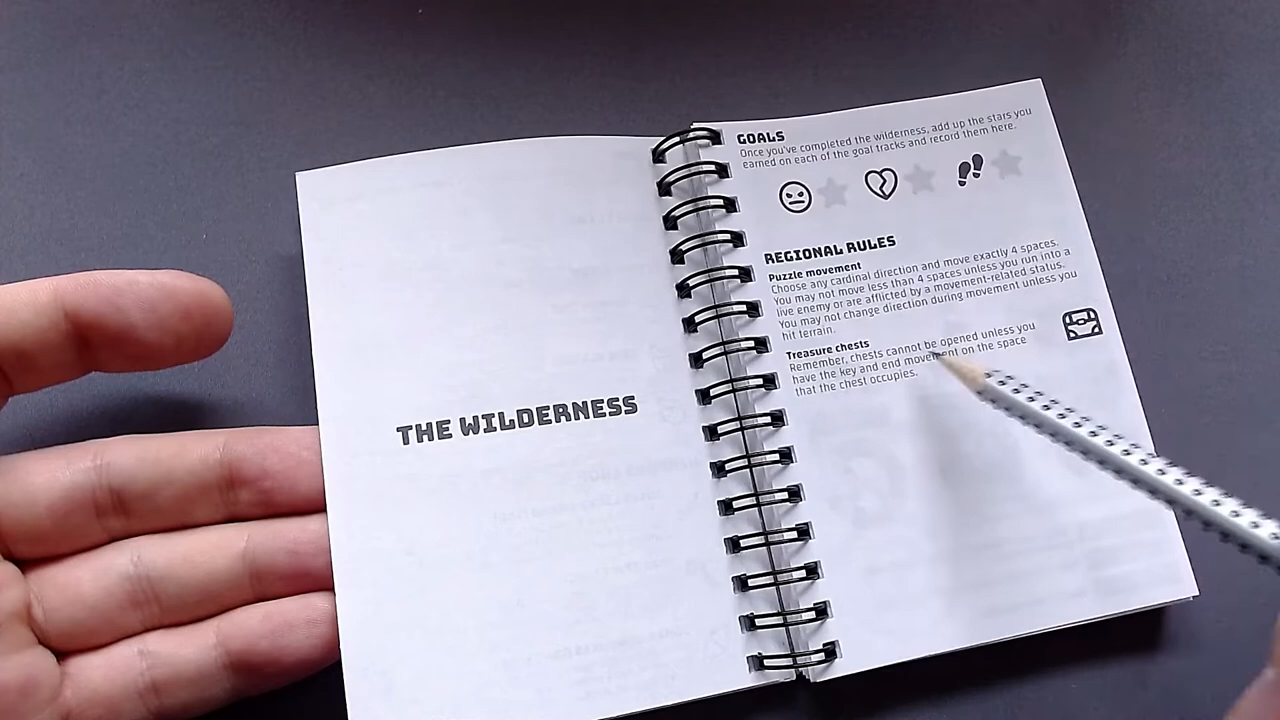 THE WILDERNESS
GOALS
Once you've completed the wilderness, add up the stars you
earned on each of the goal tracks and record them here.
REGIONAL RULES
Puzzle movement
Choose any cardinal direction and move exactly 4 spaces.
You may not move less than 4 spaces unless you run into a
live enemy or are afflicted by a movement-related status.
You may not change direction during movement unless you
hit terrain.
Treasure chests
Remember, chests cannot be opened unless you
have the key and end movement on the space
that the chest occupies.